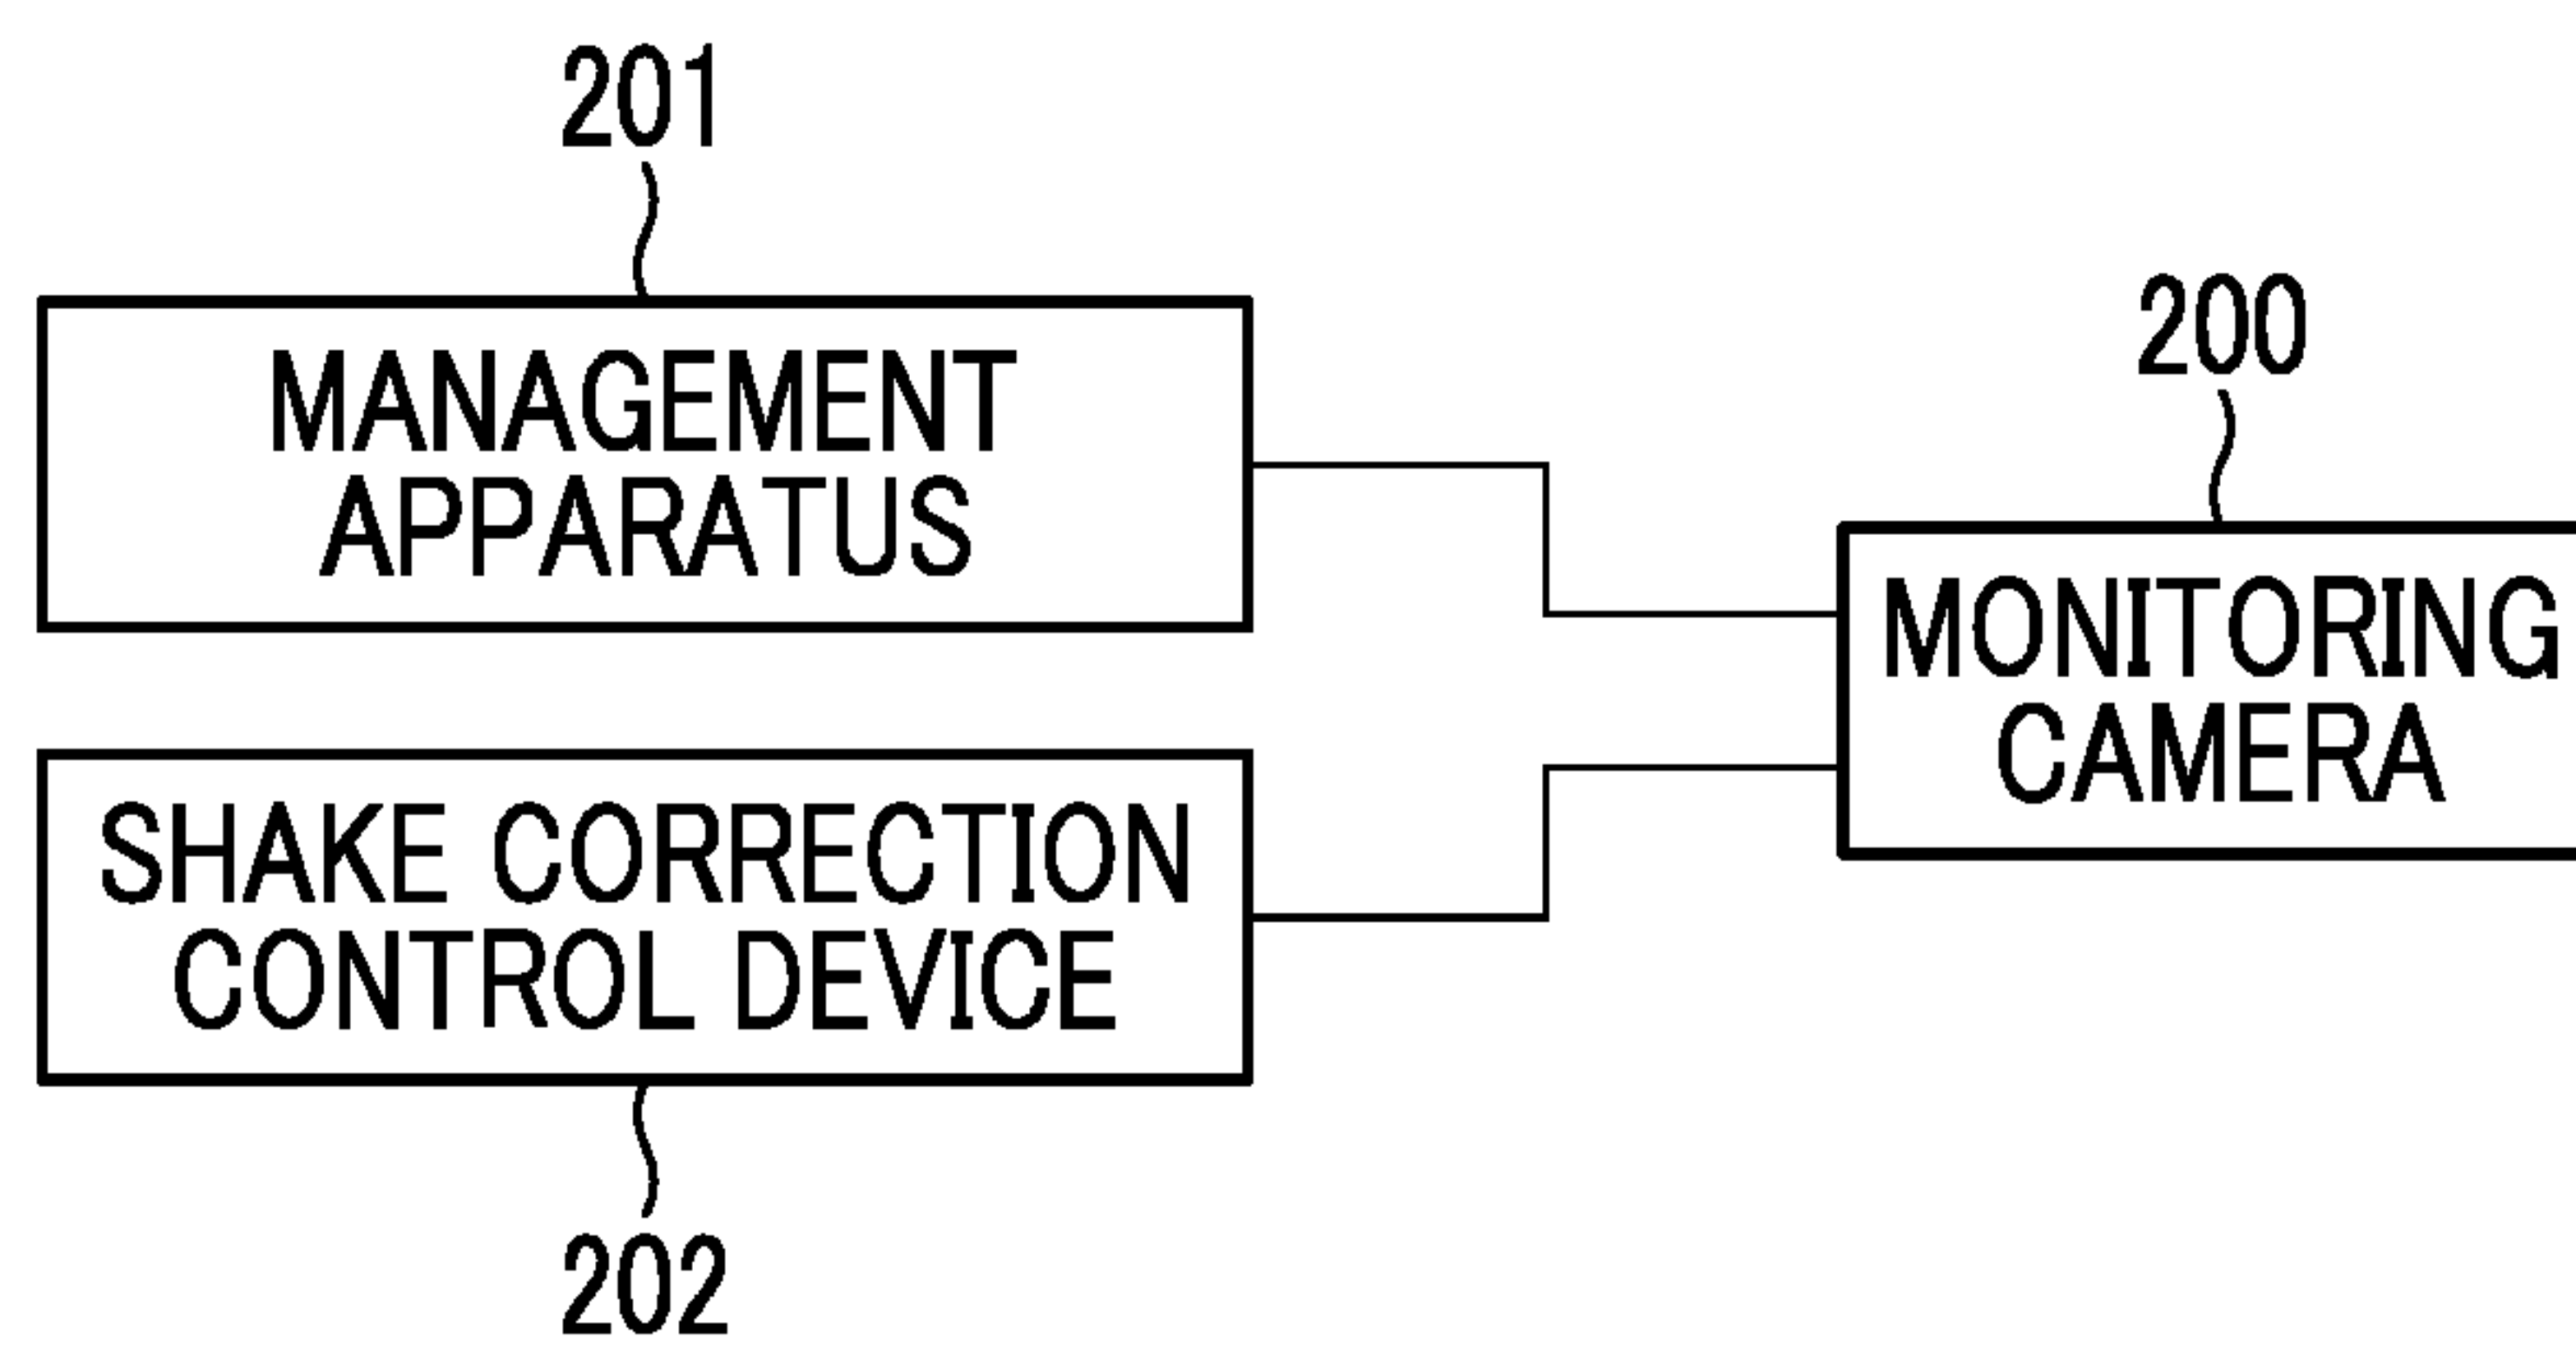 201
MANAGEMENT
APPARATUS
200
MONITORING
CAMERA
SHAKE CORRECTION
CONTROL DEVICE
202